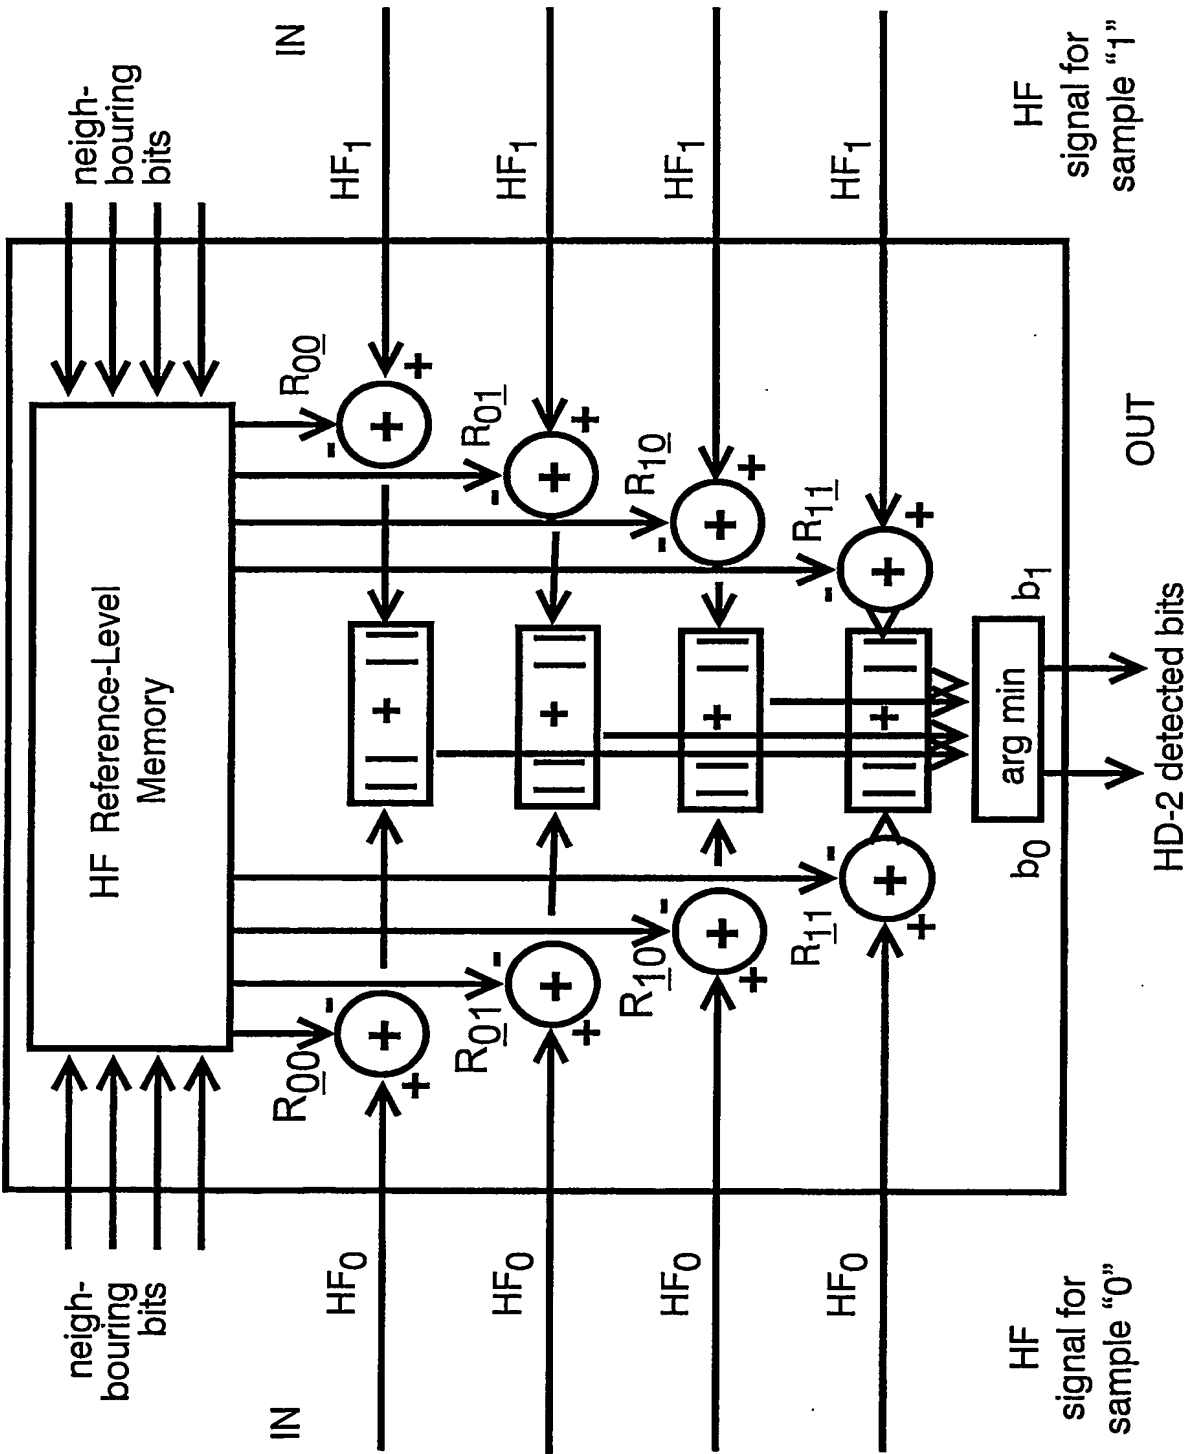 neigh-
bouring
bits
HF Reference-Level
Memory
neigh-
bouring
bits
IN
IN
HF0
R00
-
+
+
| | + | |
R00
-
+
+
HF1
HF0
R01
-
+
+
| | + | |
R01
-
+
+
HF1
HF0
R10
-
+
+
| | + | |
R10
-
+
+
HF1
HF0
R11
-
+
+
| | + | |
R11
-
+
+
HF1
HF
signal for
sample “0”
b0
arg min
b1
HD-2 detected bits
OUT
HF
signal for
sample “1”